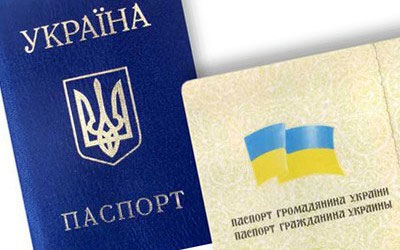 УКРАЇНА
ПАСПОРТ
ПАСПОРТ ГРОМАДЯНИНА УКРАЇНИ
ПАСПОРТ ГРАЖДАНИНА УКРАИНЫ